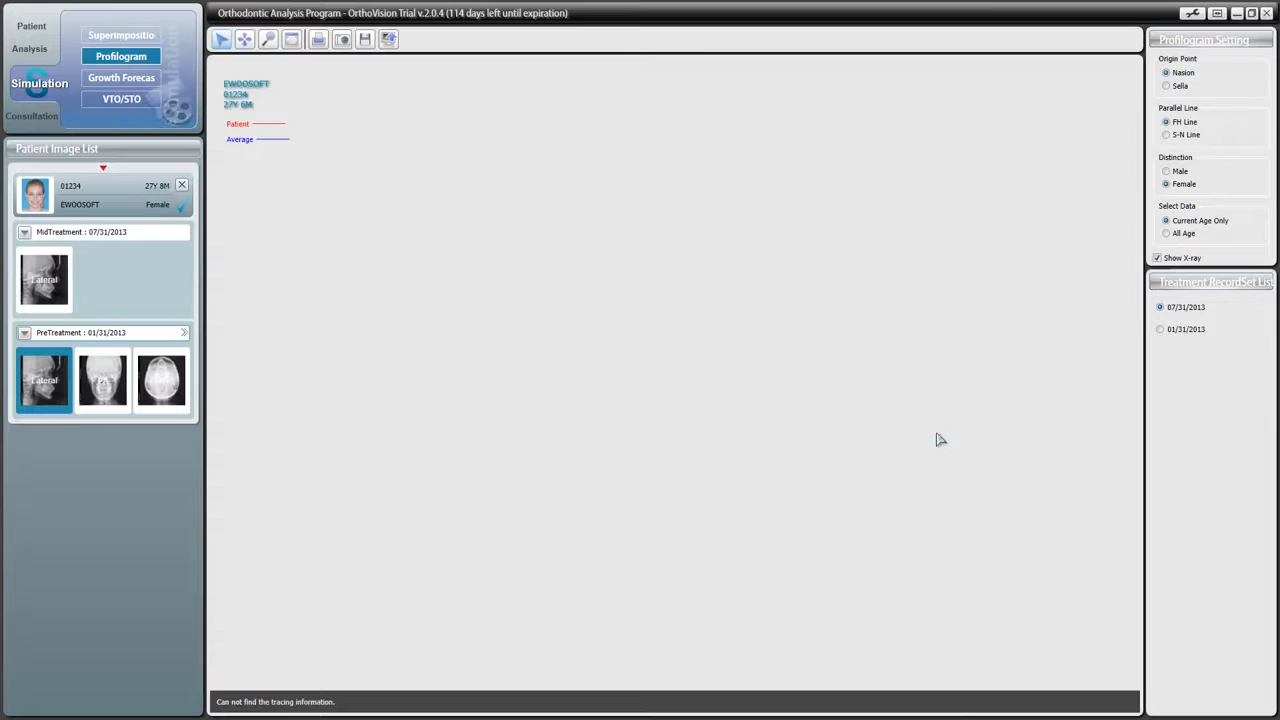 Orthodontic Analysis Program - OrthoVision Trial v.2.0.4 (114 days left until expiration)
Patient
Analysis
Simulation
Consultation
Superimpositio
Profilogram
Growth Forecas
VTO/STO
Simulation
Patient Image List
01234 27Y 8M
EWOOSOFT Female
MidTreatment : 07/31/2013
Lateral
PreTreatment : 01/31/2013
Lateral
PA
EWOOSOFT
01234
27Y 6M
Patient
Average
Can not find the tracing information.
Profilogram Setting
Origin Point
Nasion
Sella
Parallel Line
FH Line
S-N Line
Distinction
Male
Female
Select Data
Current Age Only
All Age
Show X-ray
Treatment RecordSet List
07/31/2013
01/31/2013